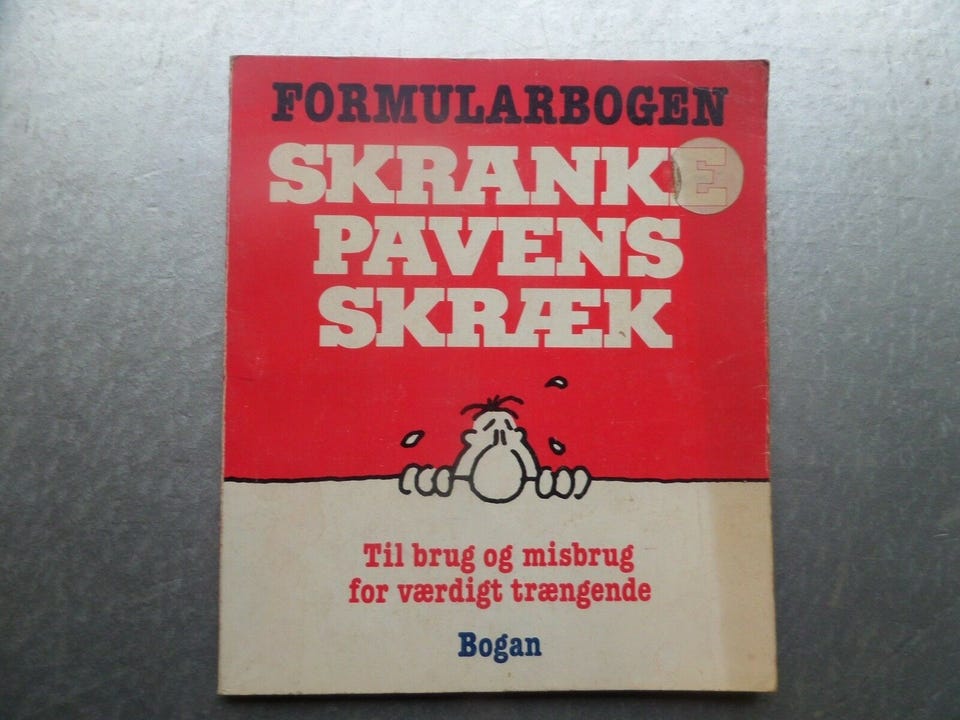 FORMULARBOGEN
SKRANKE
PAVENS
SKRÆK
Til brug og misbrug
for værdigt trængende
Bogan